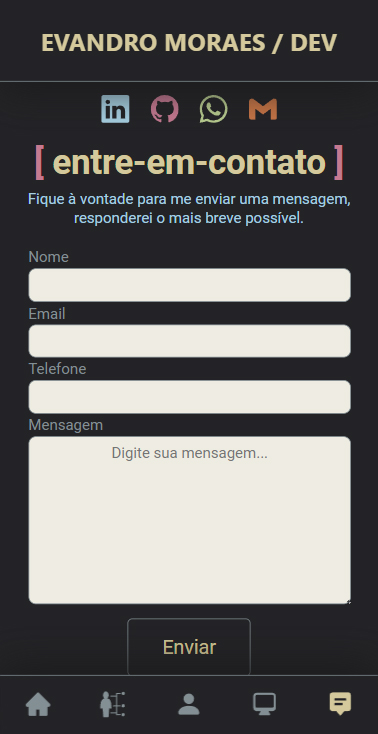 EVANDRO MORAES / DEV
[ entre-em-contato ]
Fique à vontade para me enviar uma mensagem,
responderei o mais breve possível.
Nome
Email
Telefone
Mensagem
Digite sua mensagem...
Enviar